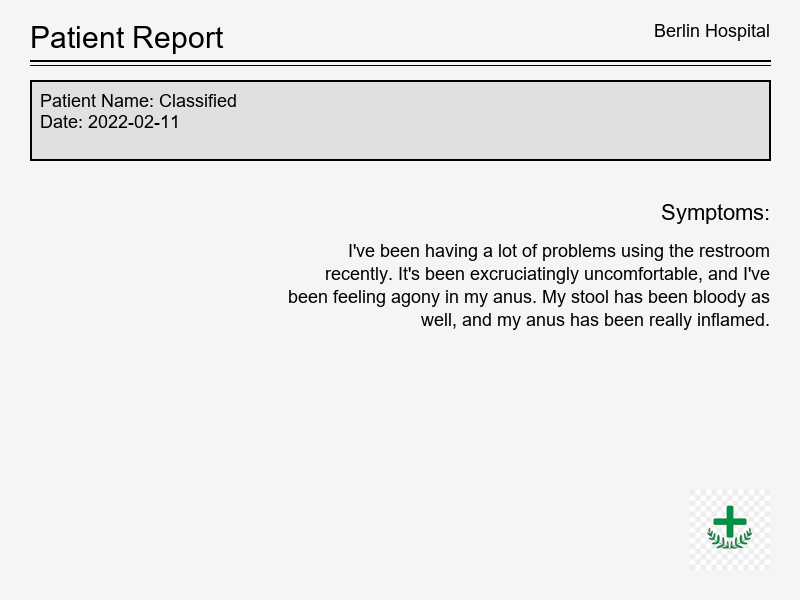 Patient Report
Berlin Hospital
Patient Name: Classified
Date: 2022-02-11
Symptoms:
I've been having a lot of problems using the restroom
recently. It's been excruciatingly uncomfortable, and I've
been feeling agony in my anus. My stool has been bloody as
well, and my anus has been really inflamed.